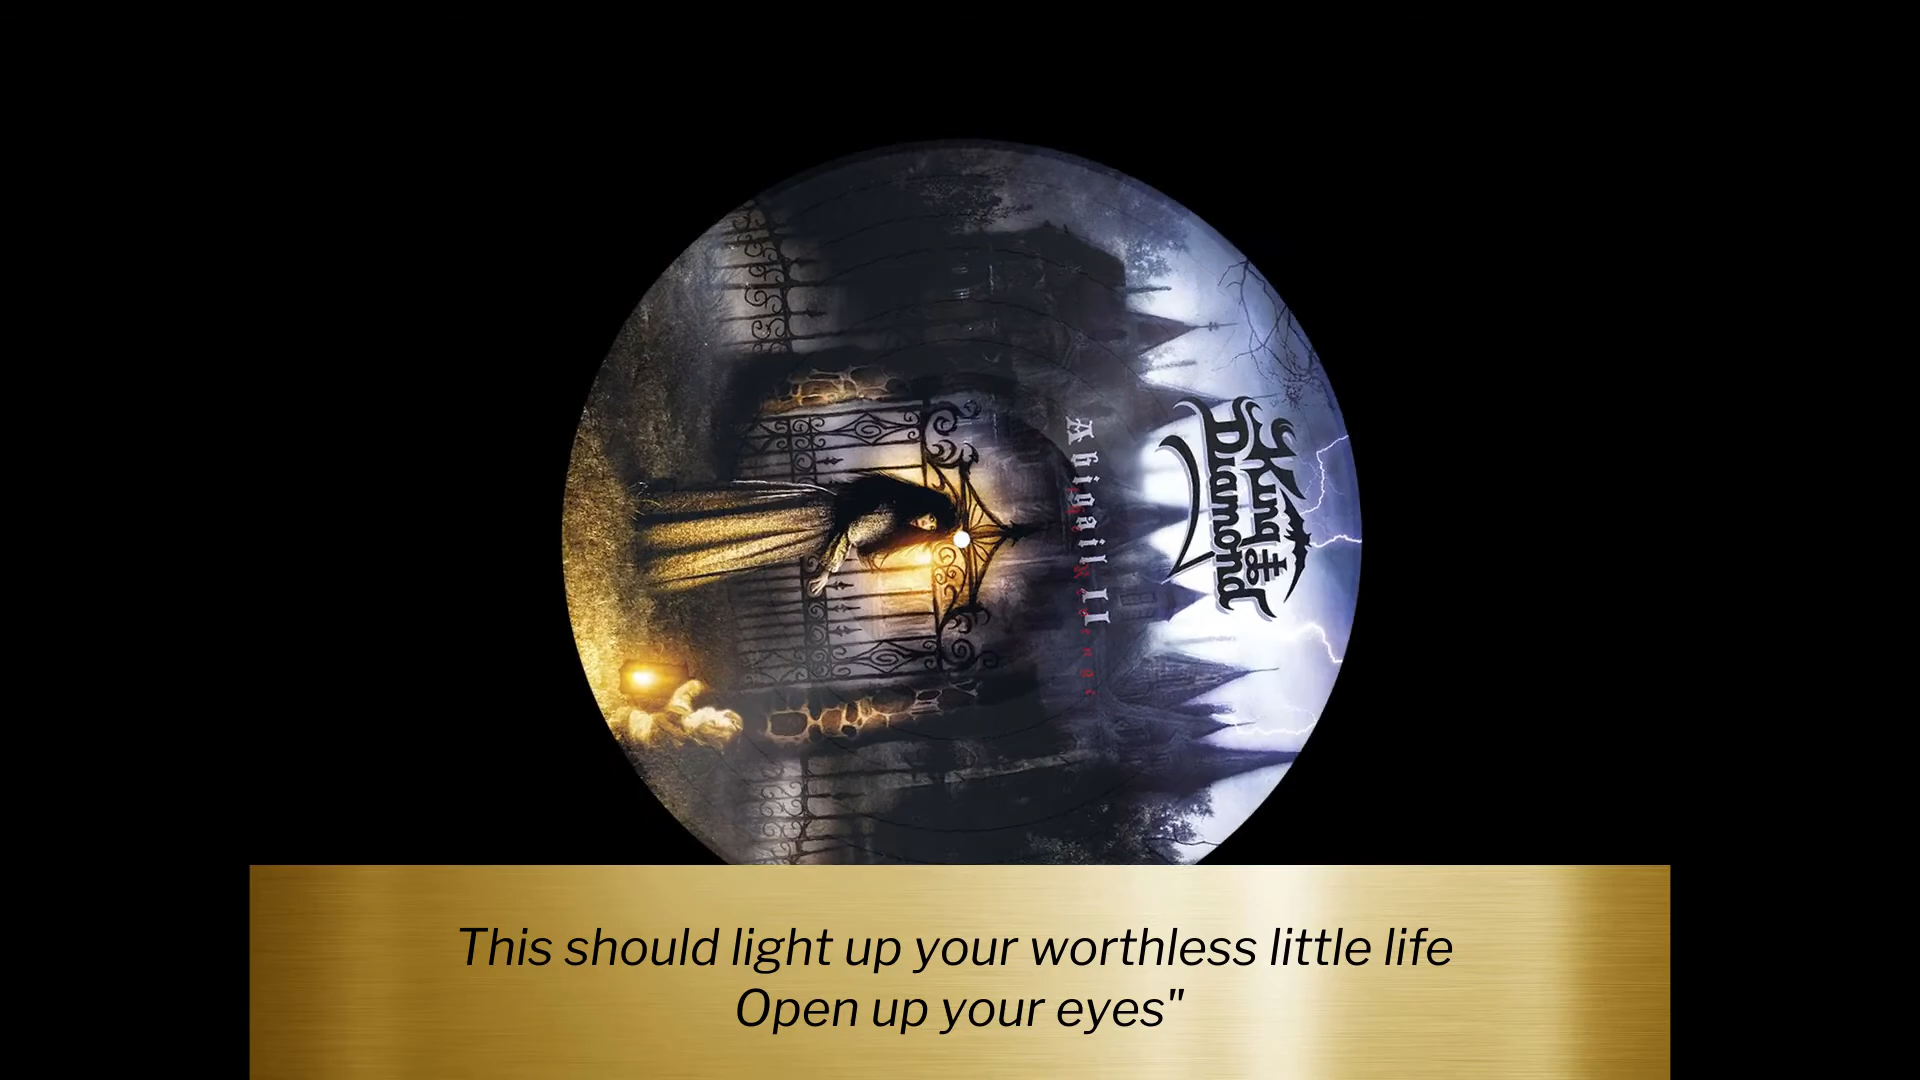 King
Diamond
Abigail II
This should light up your worthless little life
Open up your eyes"